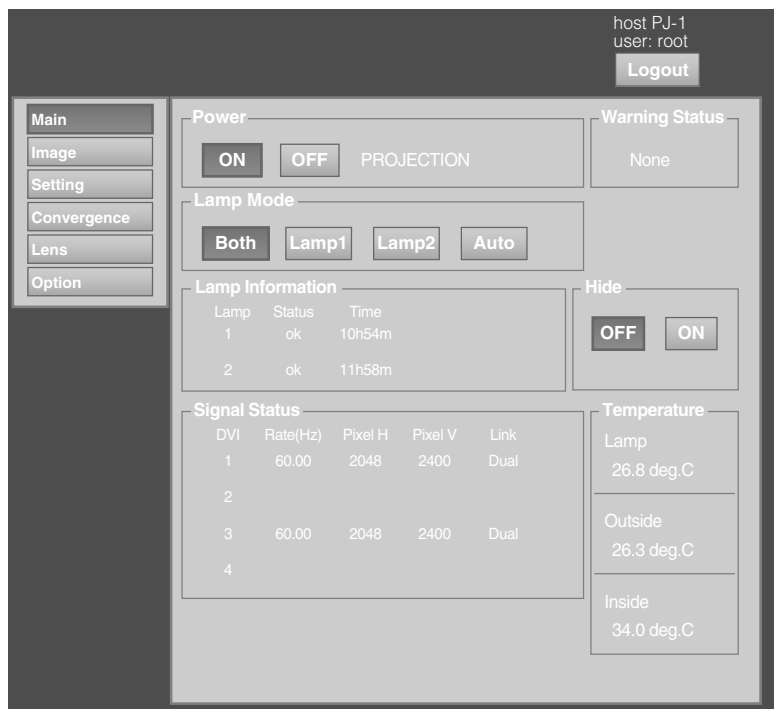 host PJ-1
user: root
Logout
Main
Image
Setting
Convergence
Lens
Option
Power
ON OFF PROJECTION
Warning Status
None
Lamp Mode
Both Lamp1 Lamp2 Auto
Lamp Information
Lamp Status Time
1 ok 10h54m
2 ok 11h58m
Hide
OFF ON
Signal Status
DVI Rate(Hz) Pixel H Pixel V Link
1 60.00 2048 2400 Dual
2
3 60.00 2048 2400 Dual
4
Temperature
Lamp
26.8 deg.C
Outside
26.3 deg.C
Inside
34.0 deg.C